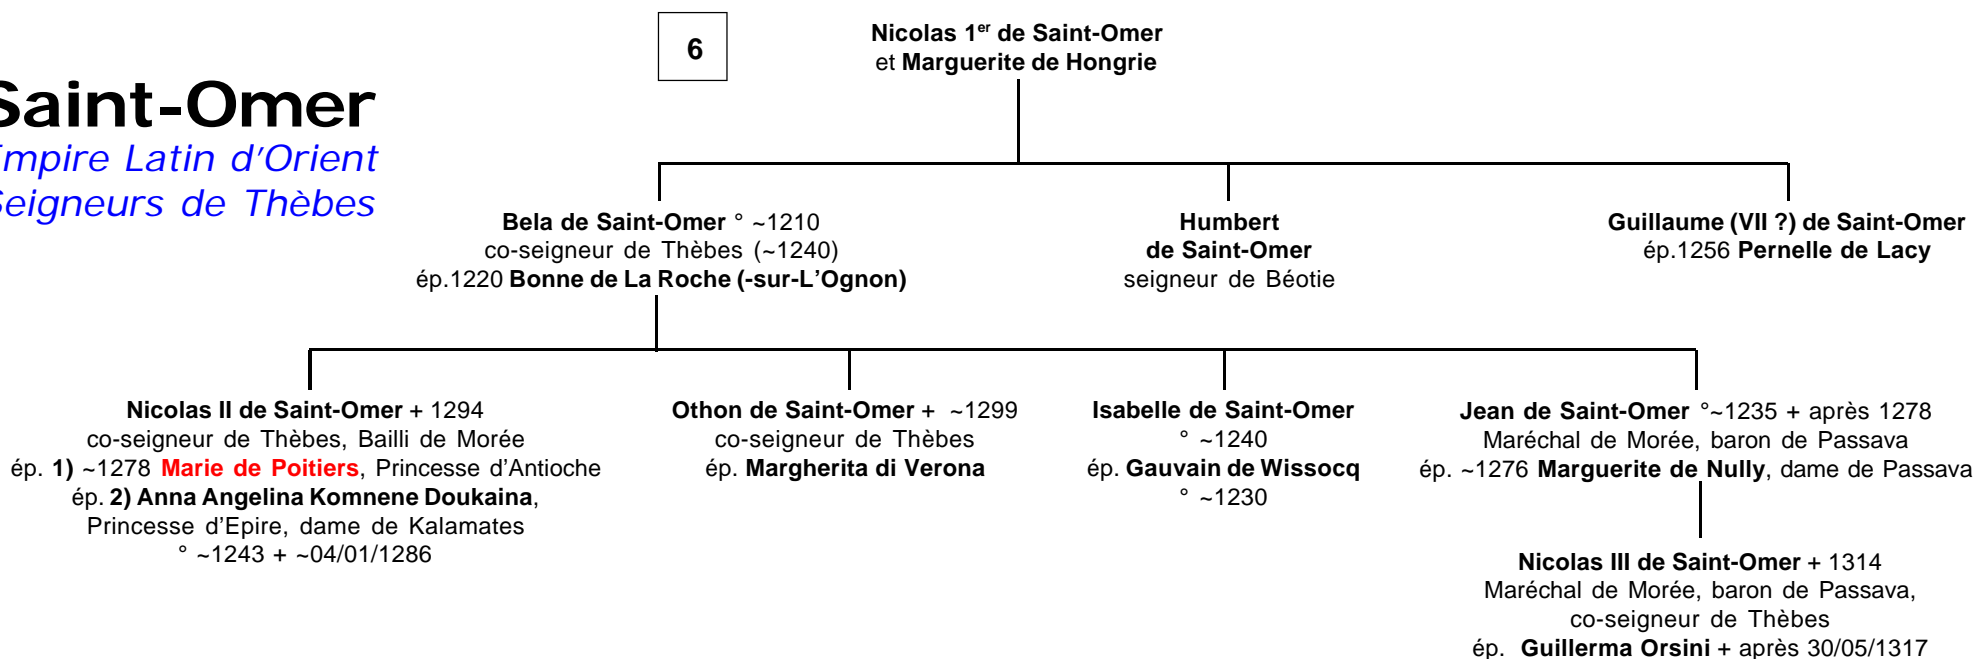 6
Nicolas 1er de Saint-Omer
et Marguerite de Hongrie
Saint-Omer
Empire Latin d'Orient
Seigneurs de Thèbes
Bela de Saint-Omer ° ~1210
co-seigneur de Thèbes (~1240)
ép.1220 Bonne de La Roche (-sur-L'Ognon)
Humbert
de Saint-Omer
seigneur de Béotie
Guillaume (VII ?) de Saint-Omer
ép.1256 Pernelle de Lacy
Nicolas II de Saint-Omer + 1294
co-seigneur de Thèbes, Bailli de Morée
ép. 1) ~1278 Marie de Poitiers, Princesse d'Antioche
ép. 2) Anna Angelina Komnene Doukaina,
Princesse d'Epire, dame de Kalamates
° ~1243 + ~04/01/1286
Othon de Saint-Omer + ~1299
co-seigneur de Thèbes
ép. Margherita di Verona
Isabelle de Saint-Omer
° ~1240
ép. Gauvain de Wissocq
° ~1230
Jean de Saint-Omer °~1235 + après 1278
Maréchal de Morée, baron de Passava
ép. ~1276 Marguerite de Nully, dame de Passava
Nicolas III de Saint-Omer + 1314
Maréchal de Morée, baron de Passava,
co-seigneur de Thèbes
ép. Guillerma Orsini + après 30/05/1317